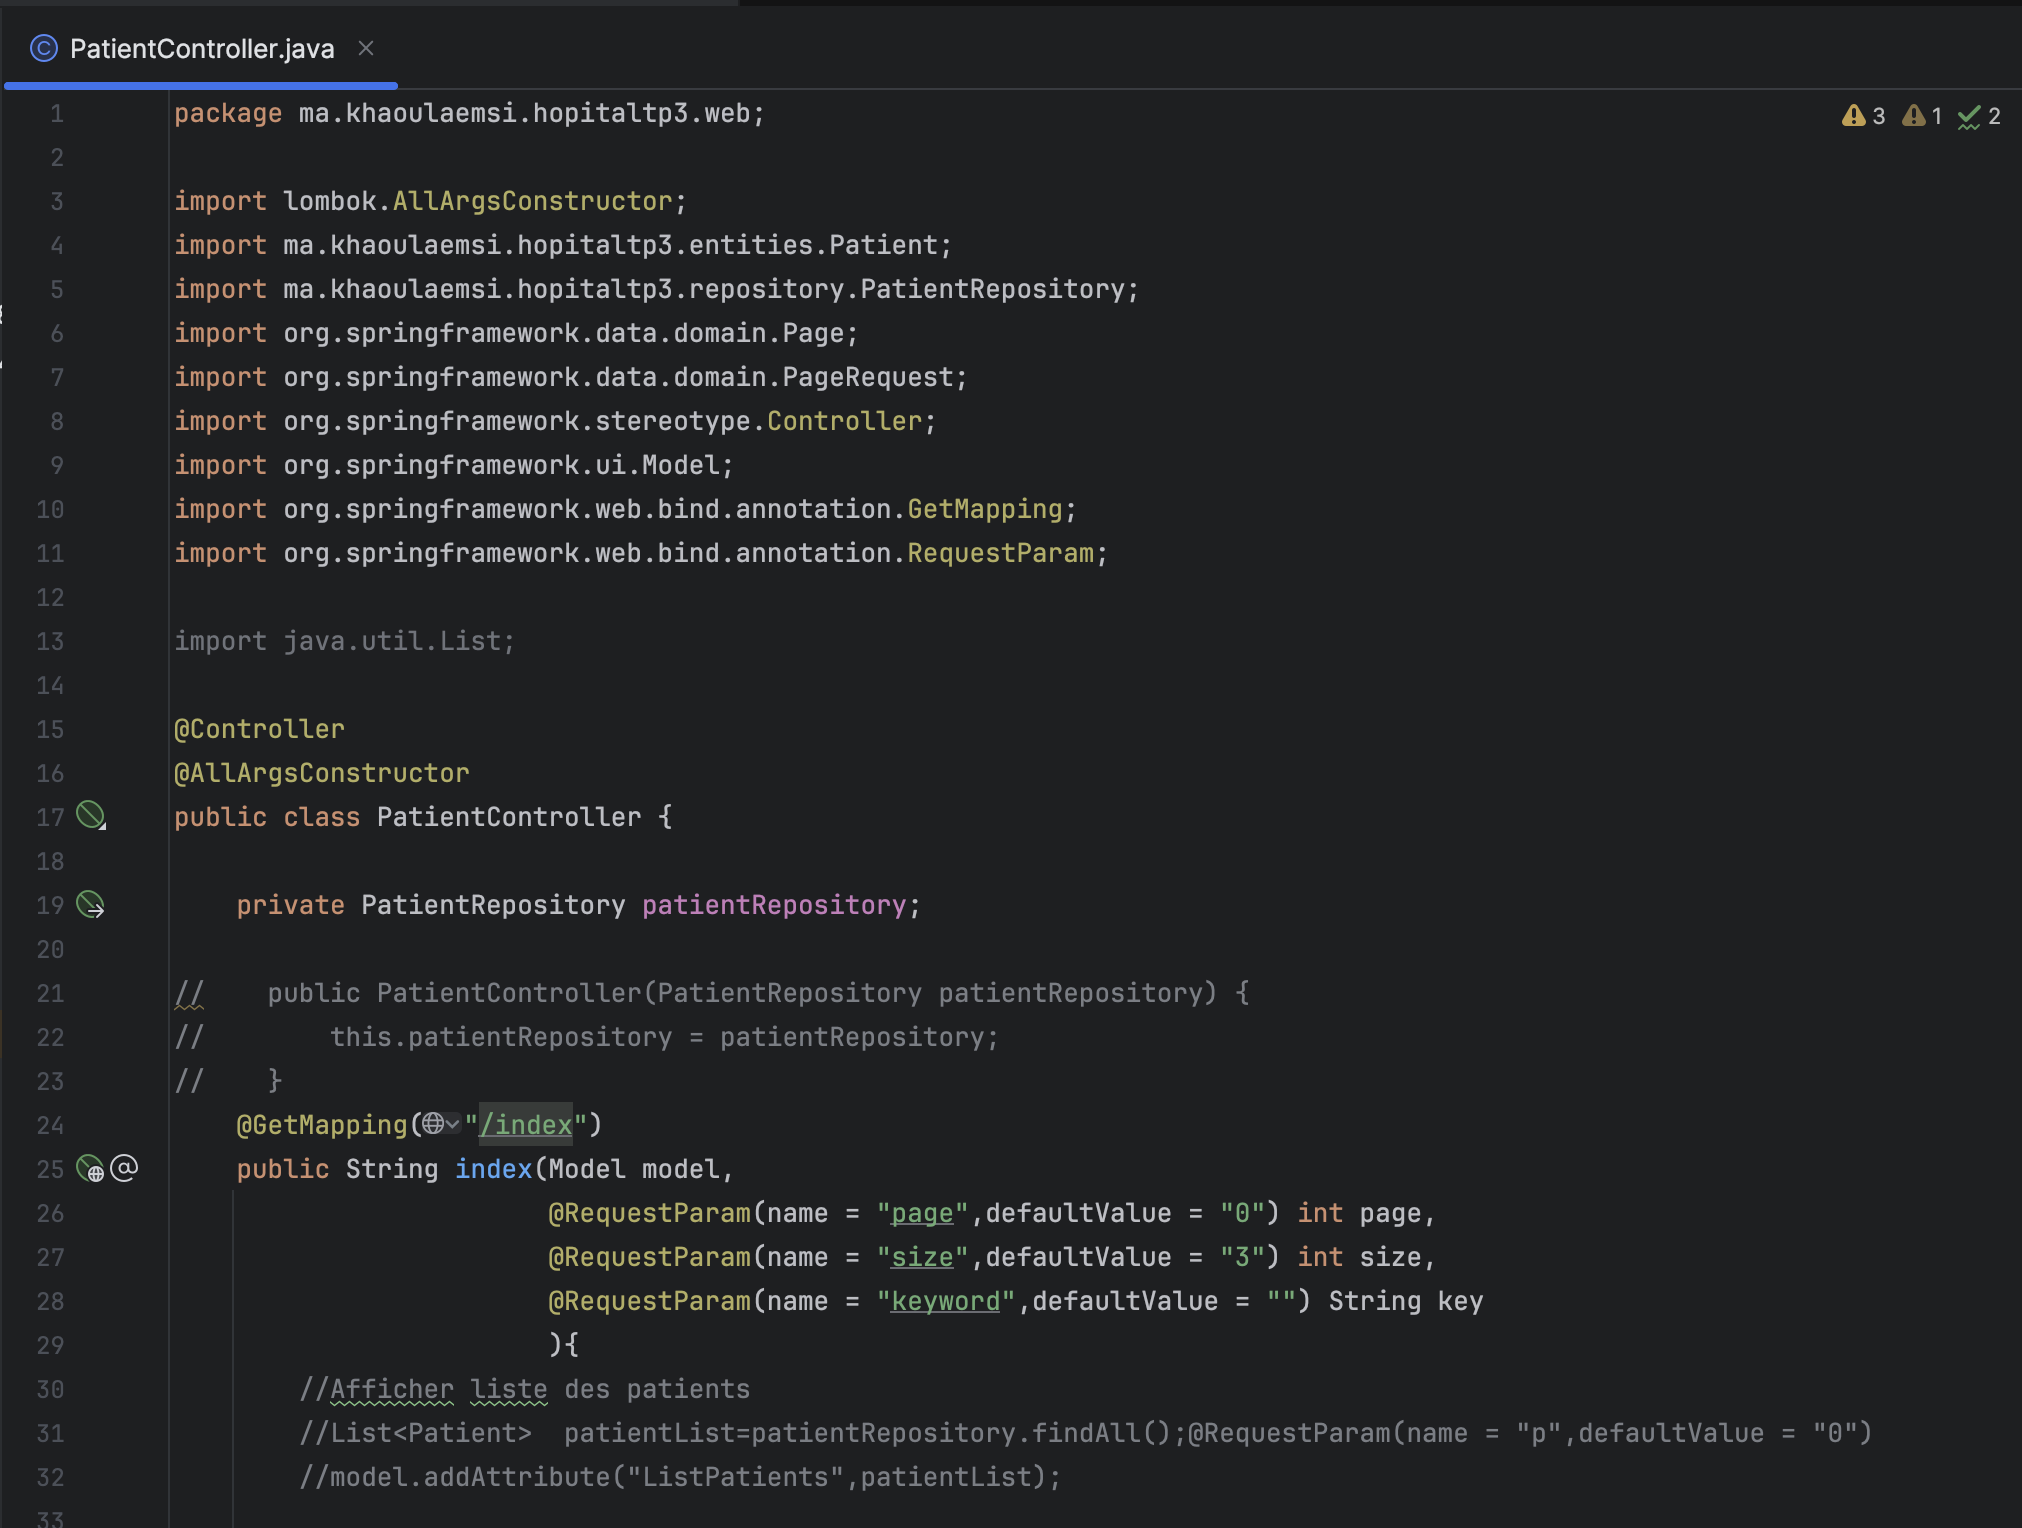 PatientController.java
3 1 2
1 package ma.khaoulaemsi.hopitaltp3.web;
2
3 import lombok.AllArgsConstructor;
4 import ma.khaoulaemsi.hopitaltp3.entities.Patient;
5 import ma.khaoulaemsi.hopitaltp3.repository.PatientRepository;
6 import org.springframework.data.domain.Page;
7 import org.springframework.data.domain.PageRequest;
8 import org.springframework.stereotype.Controller;
9 import org.springframework.ui.Model;
10 import org.springframework.web.bind.annotation.GetMapping;
11 import org.springframework.web.bind.annotation.RequestParam;
12
13 import java.util.List;
14
15 @Controller
16 @AllArgsConstructor
17 public class PatientController {
18
19 private PatientRepository patientRepository;
20
21 // public PatientController(PatientRepository patientRepository) {
22 // this.patientRepository = patientRepository;
23 // }
24 @GetMapping("/index")
25 public String index(Model model,
26 @RequestParam(name = "page",defaultValue = "0") int page,
27 @RequestParam(name = "size",defaultValue = "3") int size,
28 @RequestParam(name = "keyword",defaultValue = "") String key
29 ){
30 //Afficher liste des patients
31 //List<Patient>  patientList=patientRepository.findAll();@RequestParam(name = "p",defaultValue = "0")
32 //model.addAttribute("ListPatients",patientList);
33